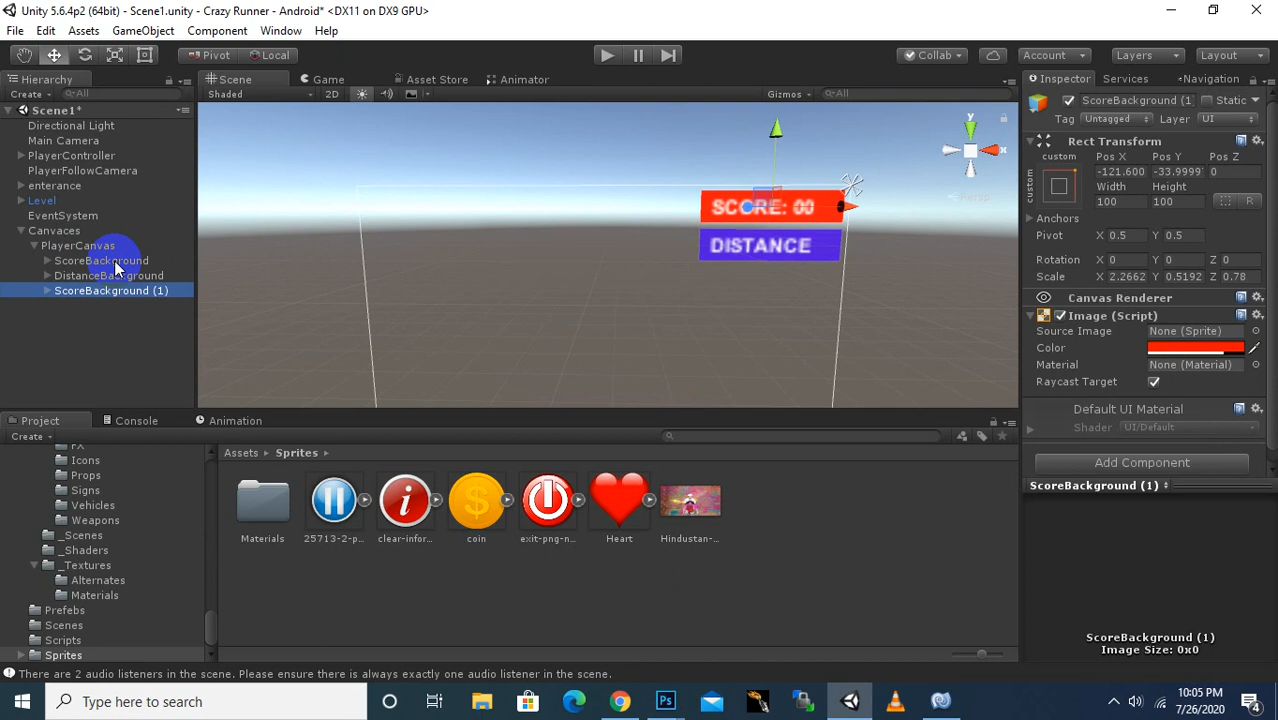 Unity 5.6.4p2 (64bit) - Scene1.unity - Crazy Runner - Android* <DX11 on DX9 GPU>
File Edit Assets GameObject Component Window Help
Pivot Local Collab Account Layers Layout
Hierarchy
Create All
Scene1*
Directional Light
Main Camera
PlayerController
PlayerFollowCamera
enterance
Level
EventSystem
Canvaces
PlayerCanvas
ScoreBackground
DistanceBackground
ScoreBackground (1)
Scene Game Asset Store Animator
Shaded 2D Gizmos All
y
x
Persp
SCORE: 00
DISTANCE
Inspector Services Navigation
ScoreBackground (1 Static
Tag Untagged Layer UI
Rect Transform
custom Pos X Pos Y Pos Z
custom
-121.600 -33.9999 0
Width Height
100 100 R
Anchors
Pivot X 0.5 Y 0.5
Rotation X 0 Y 0 Z 0
Scale X 2.2662 Y 0.5192 Z 0.78
Canvas Renderer
Image (Script)
Source Image None (Sprite)
Color
Material None (Material)
Raycast Target
Default UI Material
Shader UI/Default
Add Component
ScoreBackground (1)
ScoreBackground (1)
Image Size: 0x0
Project Console Animation
Create
FX
Icons
Props
Signs
Vehicles
Weapons
_Scenes
_Shaders
_Textures
Alternates
Materials
Prefebs
Scenes
Scripts
Sprites
Assets Sprites
Materials 25713-2-p... clear-infor... coin exit-png-n... Heart Hindustan-...
There are 2 audio listeners in the scene. Please ensure there is always exactly one audio listener in the scene.
Type here to search
10:05 PM
7/26/2020
4